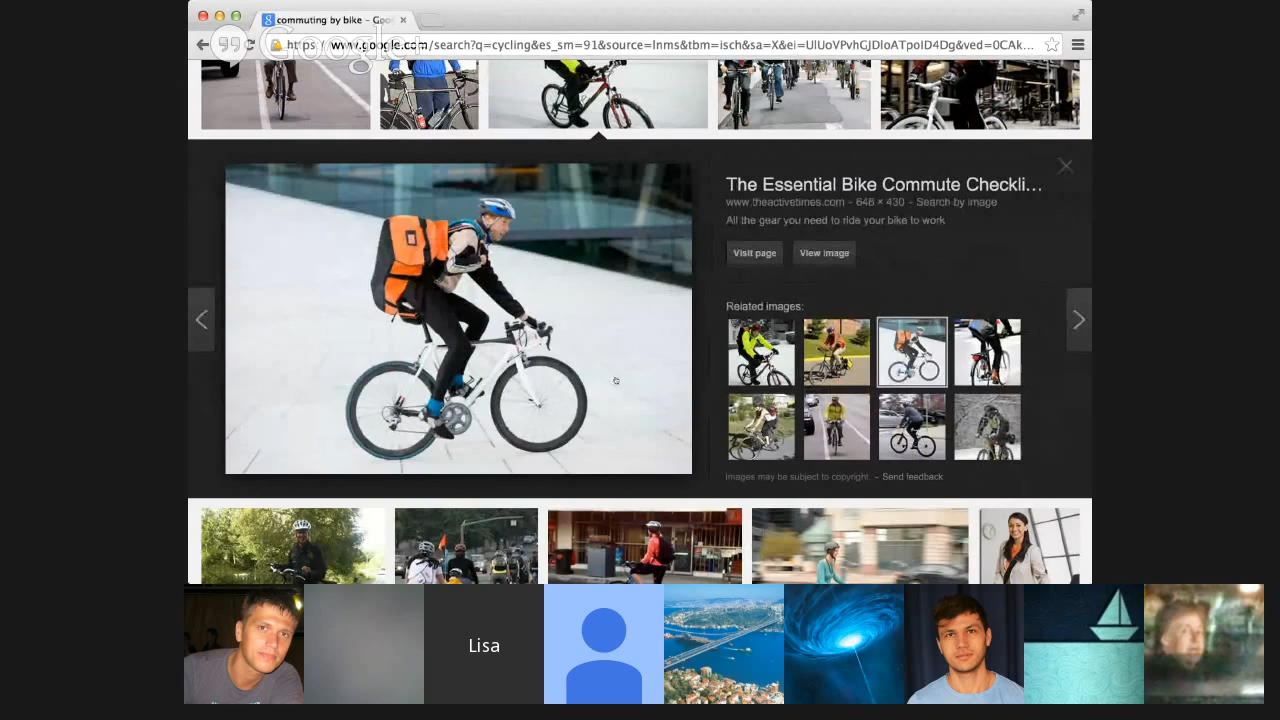 commuting by bike – Goo
Google+
https://www.google.com/search?q=cycling&es_sm=91&source=lnms&tbm=isch&sa=X&ei=UlUoVPvhGJDloATpoID4Dg&ved=0CAk...
The Essential Bike Commute Checkli...
www.theactivetimes.com - 648 × 430 - Search by image
All the gear you need to ride your bike to work
Visit page
View image
Related images:
Images may be subject to copyright. - Send feedback
Lisa